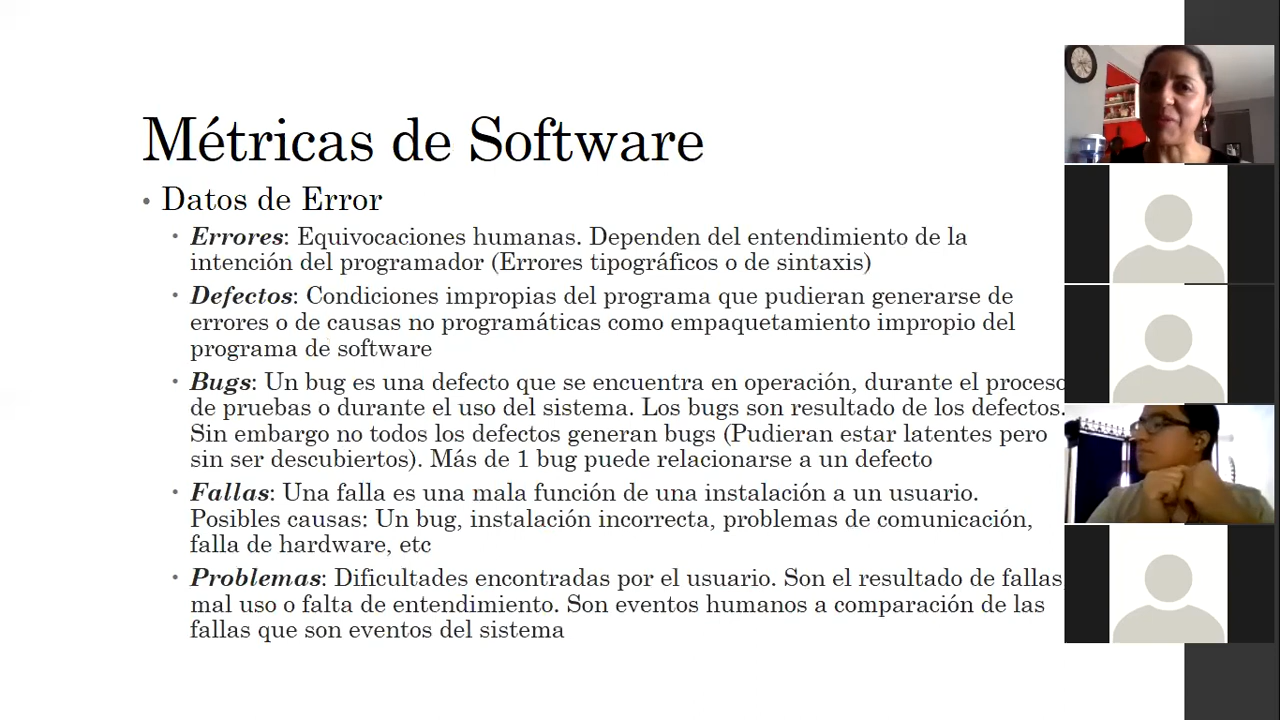 Métricas de Software
• Datos de Error
• Errores: Equivocaciones humanas. Dependen del entendimiento de la
intención del programador (Errores tipográficos o de sintaxis)
• Defectos: Condiciones impropias del programa que pudieran generarse de
errores o de causas no programáticas como empaquetamiento impropio del
programa de software
• Bugs: Un bug es una defecto que se encuentra en operación, durante el proceso
de pruebas o durante el uso del sistema. Los bugs son resultado de los defectos.
Sin embargo no todos los defectos generan bugs (Pudieran estar latentes pero
sin ser descubiertos). Más de 1 bug puede relacionarse a un defecto
• Fallas: Una falla es una mala función de una instalación a un usuario.
Posibles causas: Un bug, instalación incorrecta, problemas de comunicación,
falla de hardware, etc
• Problemas: Dificultades encontradas por el usuario. Son el resultado de fallas,
mal uso o falta de entendimiento. Son eventos humanos a comparación de las
fallas que son eventos del sistema